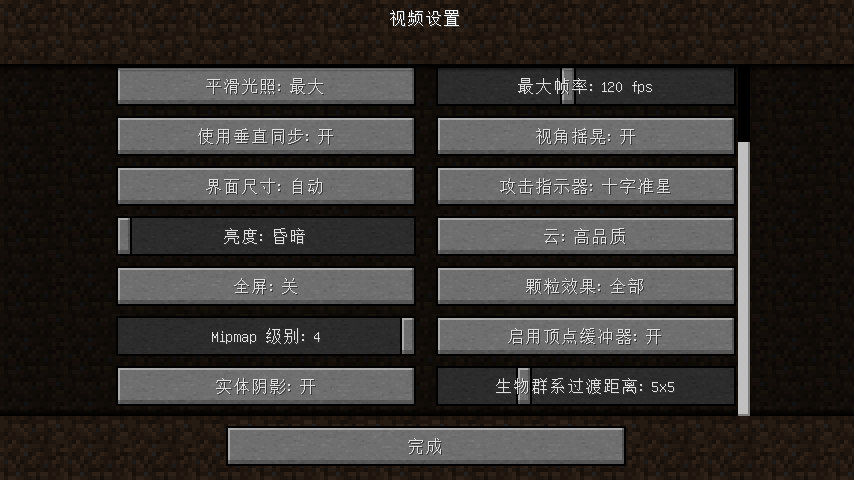 视频设置
平滑光照: 最大
最大帧率: 120 fps
使用垂直同步: 开
视角摇晃: 开
界面尺寸: 自动
攻击指示器: 十字准星
亮度: 昏暗
云: 高品质
全屏: 关
颗粒效果: 全部
Mipmap 级别: 4
启用顶点缓冲器: 开
实体阴影: 开
生物群系过渡距离: 5x5
完成